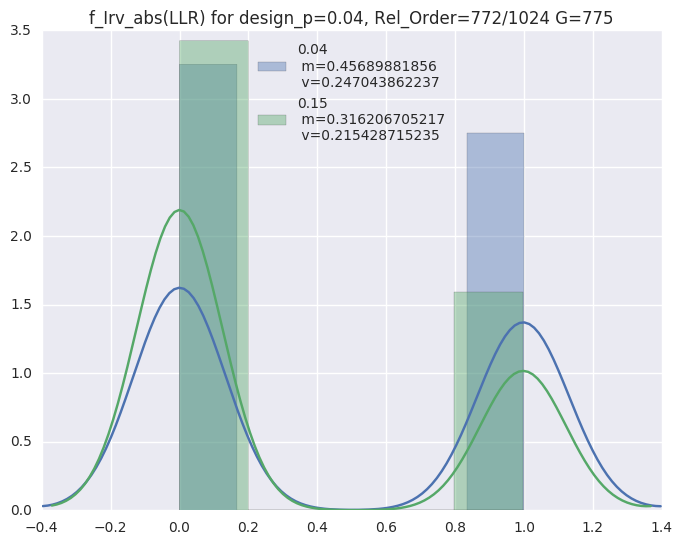 f_Irv_abs(LLR) for design_p=0.04, Rel_Order=772/1024 G=775
3.5
3.0
2.5
2.0
1.5
1.0
0.5
0.0
0.04
m=0.45689881856
v=0.247043862237
0.15
m=0.316206705217
v=0.215428715235
−0.4 −0.2 0.0 0.2 0.4 0.6 0.8 1.0 1.2 1.4